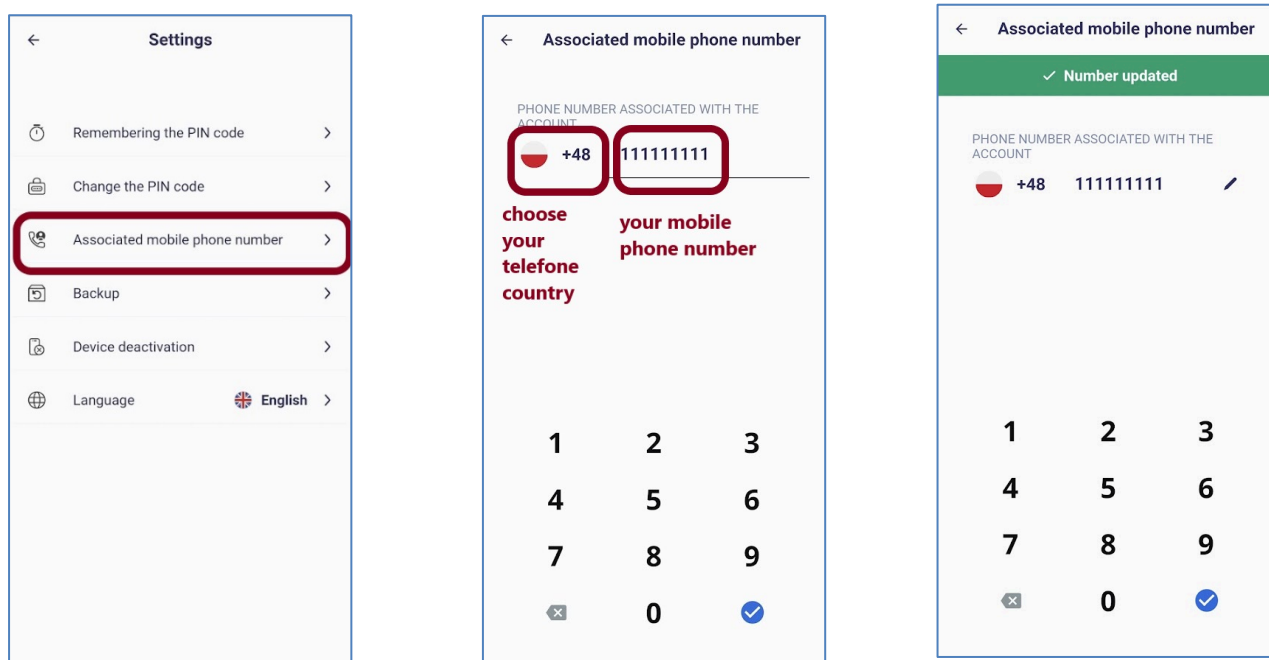 Settings
Remembering the PIN code
Change the PIN code
Associated mobile phone number
Backup
Device deactivation
Language English
Associated mobile phone number
PHONE NUMBER ASSOCIATED WITH THE
ACCOUNT
+48 111111111
choose
your
telefone
country
your mobile
phone number
1 2 3
4 5 6
7 8 9
0
Associated mobile phone number
Number updated
PHONE NUMBER ASSOCIATED WITH THE
ACCOUNT
+48 111111111
1 2 3
4 5 6
7 8 9
0